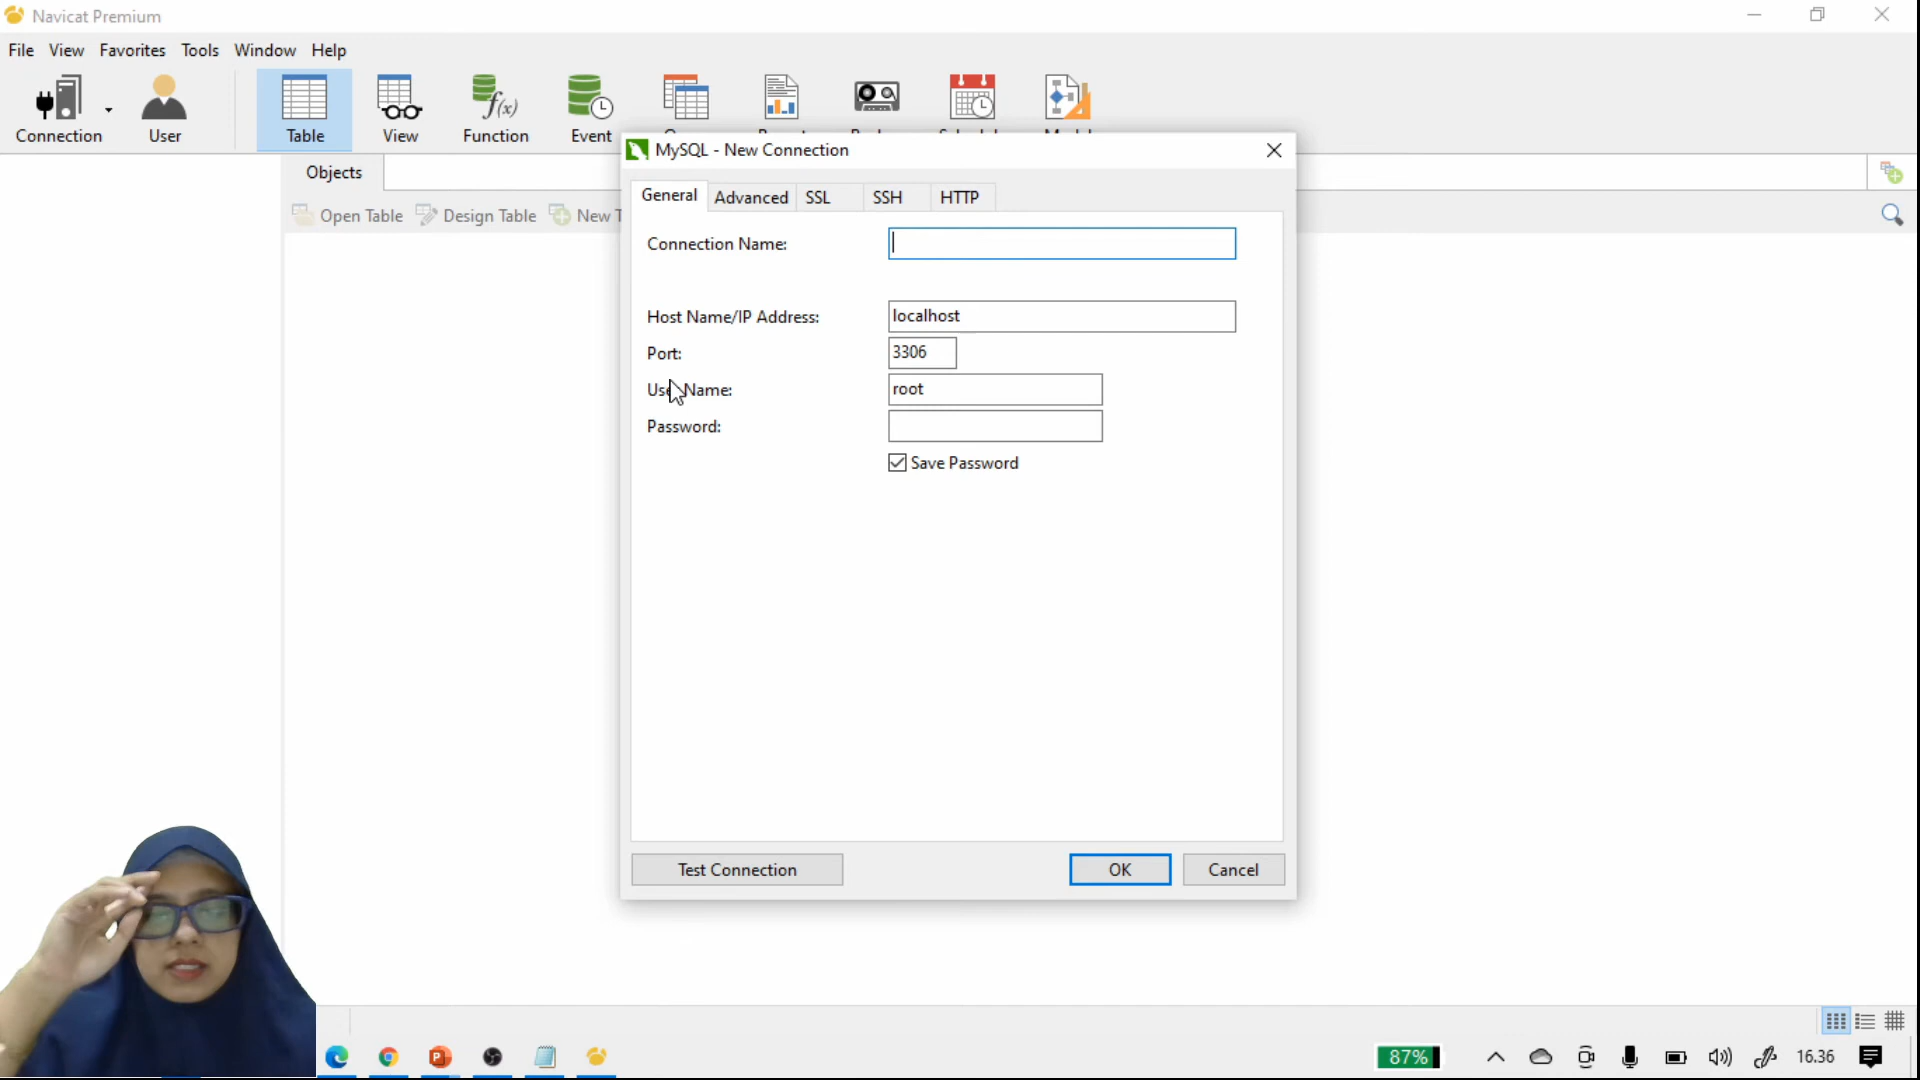 Navicat Premium
File View Favorites Tools Window Help
Connection User Table View Function Event
MySQL - New Connection
Objects
General Advanced SSL SSH HTTP
Open Table Design Table New T
Connection Name:
Host Name/IP Address: localhost
Port: 3306
User Name: root
Password:
Save Password
Test Connection OK Cancel
87% 16.36